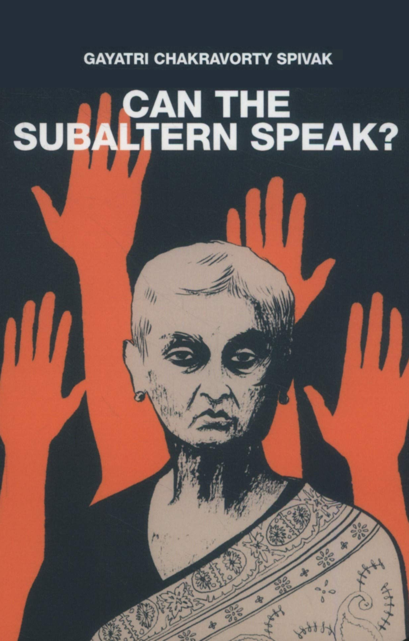 GAYATRI CHAKRAVORTY SPIVAK
CAN THE
SUBALTERN SPEAK?